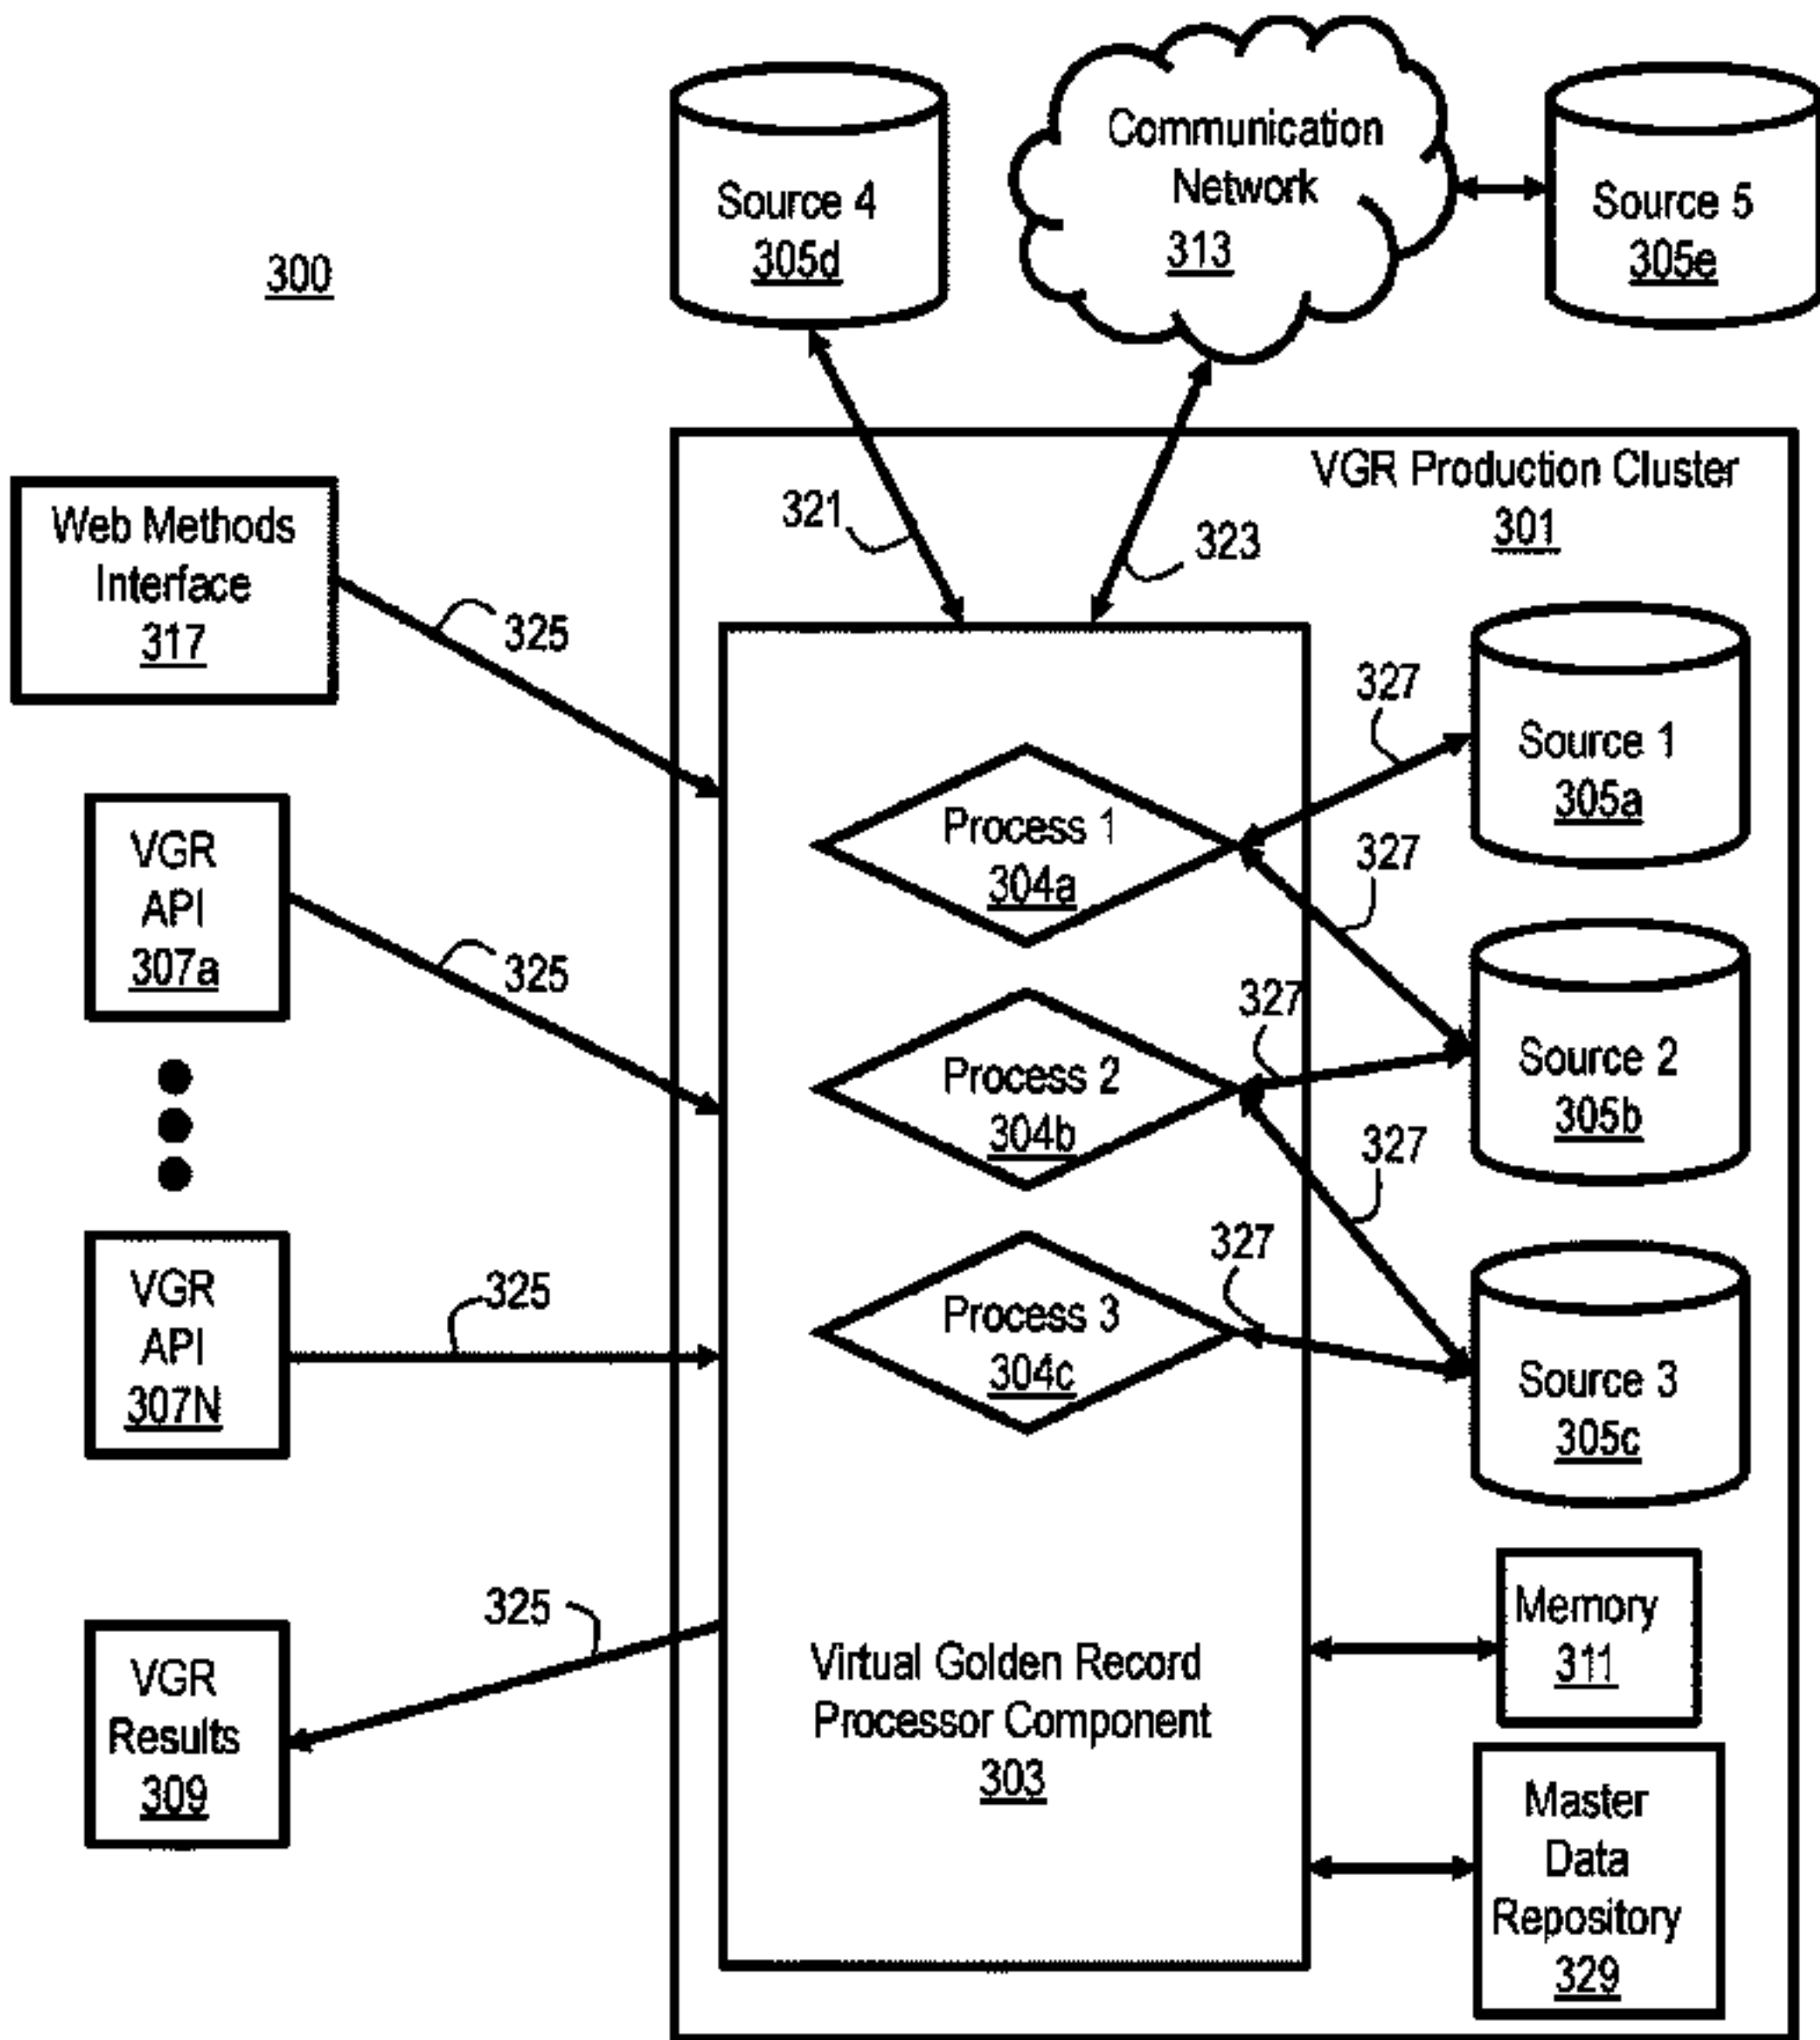 300
Source 4
305d
Communication
Network
313
Source 5
305e
VGR Production Cluster
301
321
323
Web Methods
Interface
317
325
VGR
API
307a
325
VGR
API
307N
325
VGR
Results
309
325
Process 1
304a
Process 2
304b
Process 3
304c
327
327
327
327
327
Source 1
305a
Source 2
305b
Source 3
305c
Virtual Golden Record
Processor Component
303
Memory
311
Master
Data
Repository
329